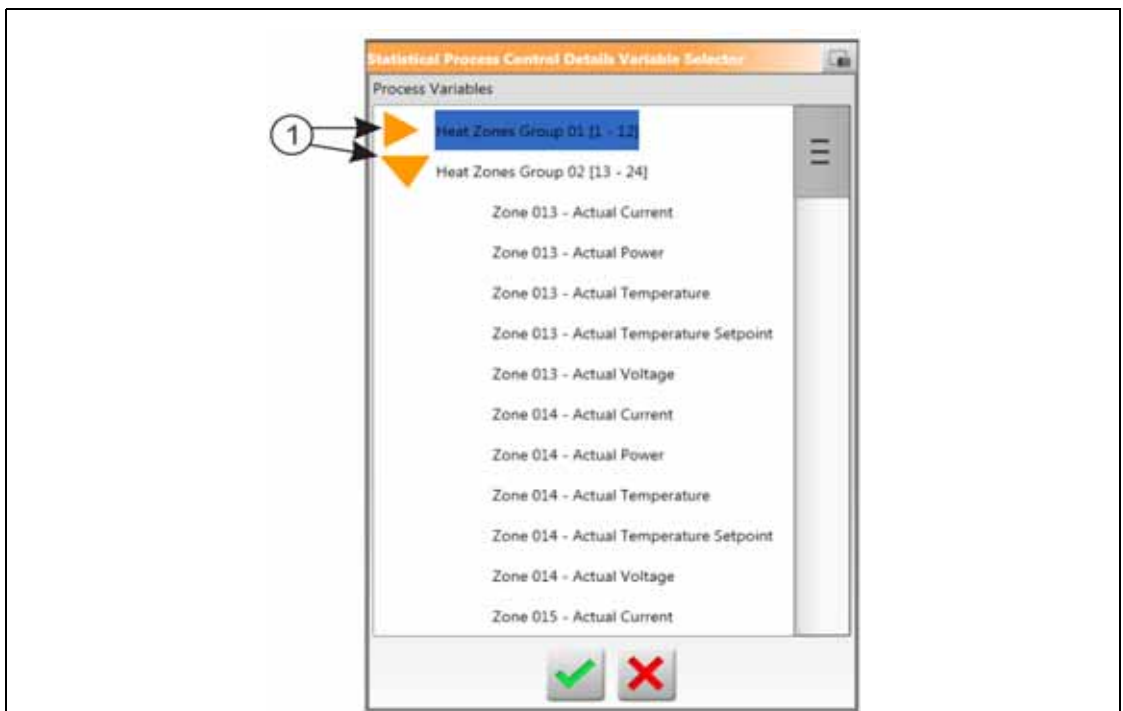 Statistical Process Control Details Variable Selector
Process Variables
1
Heat Zones Group 01 [1 - 12]
Heat Zones Group 02 [13 - 24]
Zone 013 - Actual Current
Zone 013 - Actual Power
Zone 013 - Actual Temperature
Zone 013 - Actual Temperature Setpoint
Zone 013 - Actual Voltage
Zone 014 - Actual Current
Zone 014 - Actual Power
Zone 014 - Actual Temperature
Zone 014 - Actual Temperature Setpoint
Zone 014 - Actual Voltage
Zone 015 - Actual Current